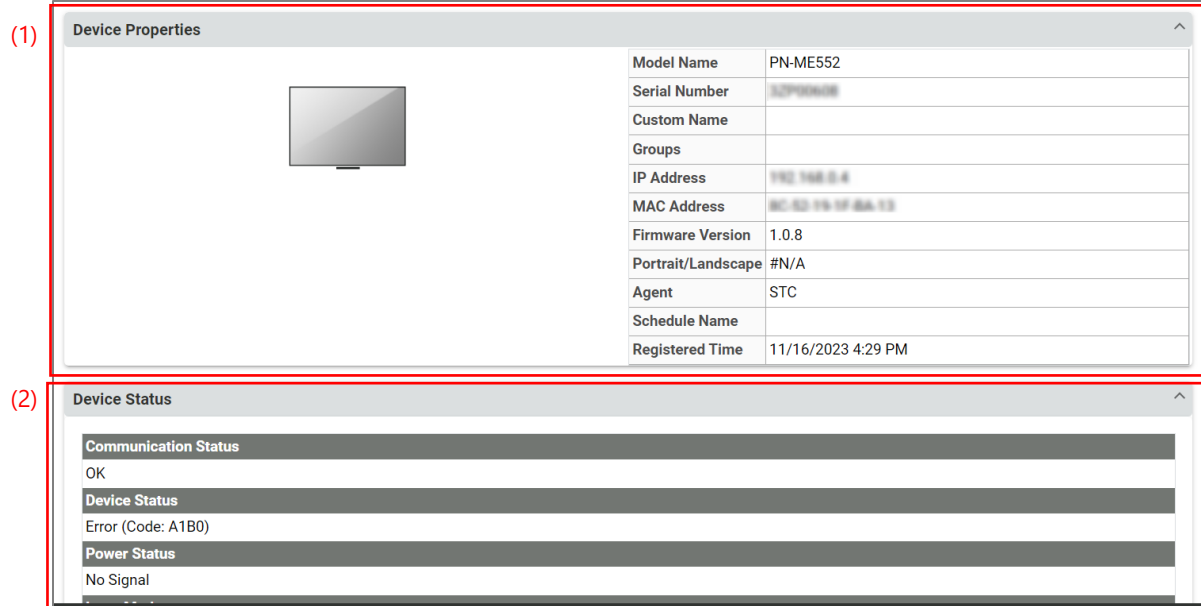 (1)
Device Properties
Model Name PN-ME552
Serial Number
Custom Name
Groups
IP Address
MAC Address
Firmware Version 1.0.8
Portrait/Landscape #N/A
Agent STC
Schedule Name
Registered Time 11/16/2023 4:29 PM
(2)
Device Status
Communication Status
OK
Device Status
Error (Code: A1B0)
Power Status
No Signal